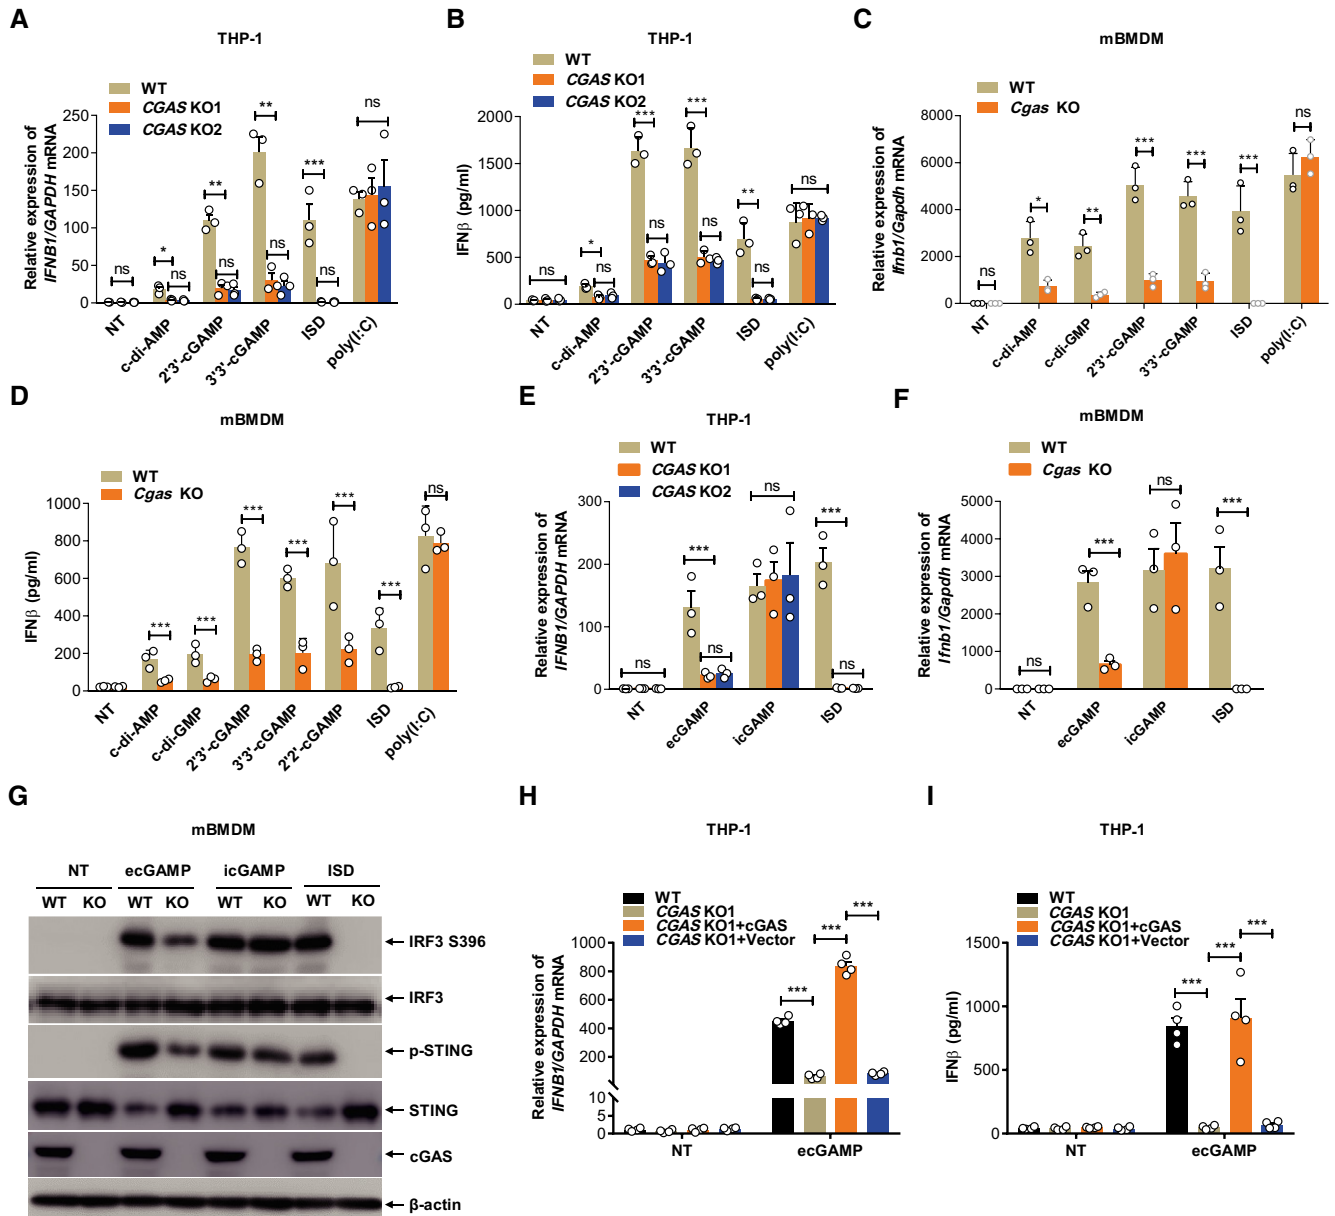 A
THP-1
WT
CGAS KO1
CGAS KO2
Relative expression of
IFNB1/GAPDH mRNA
250
200
150
100
50
0
ns
*
ns
**
ns
**
ns
***
ns
ns
NT
c-di-AMP
2'3'-cGAMP
3'3'-cGAMP
ISD
poly(I:C)
B
THP-1
WT
CGAS KO1
CGAS KO2
IFNβ (pg/ml)
2000
1500
1000
500
0
ns
*
ns
***
ns
***
ns
**
ns
ns
NT
c-di-AMP
2'3'-cGAMP
3'3'-cGAMP
ISD
poly(I:C)
C
mBMDM
WT
Cgas KO
Relative expression of
Ifnb1/Gapdh mRNA
8000
6000
4000
2000
0
ns
*
**
***
***
***
ns
NT
c-di-AMP
c-di-GMP
2'3'-cGAMP
3'3'-cGAMP
ISD
poly(I:C)
D
mBMDM
WT
Cgas KO
IFNβ (pg/ml)
1000
800
600
400
200
0
***
***
***
***
***
***
ns
NT
c-di-AMP
c-di-GMP
2'3'-cGAMP
3'3'-cGAMP
2'2'-cGAMP
ISD
poly(I:C)
E
THP-1
WT
CGAS KO1
CGAS KO2
Relative expression of
IFNB1/GAPDH mRNA
300
200
100
0
ns
***
ns
ns
***
ns
NT
ecGAMP
icGAMP
ISD
F
mBMDM
WT
Cgas KO
Relative expression of
Ifnb1/Gapdh mRNA
5000
4000
3000
2000
1000
0
ns
***
ns
***
NT
ecGAMP
icGAMP
ISD
G
mBMDM
NT ecGAMP icGAMP ISD
WT KO WT KO WT KO WT KO
IRF3 S396
IRF3
p-STING
STING
cGAS
β-actin
H
THP-1
WT
CGAS KO1
CGAS KO1+cGAS
CGAS KO1+Vector
Relative expression of
IFNB1/GAPDH mRNA
1000
800
600
400
200
10
5
0
***
***
***
NT
ecGAMP
I
THP-1
WT
CGAS KO1
CGAS KO1+cGAS
CGAS KO1+Vector
IFNβ (pg/ml)
1500
1000
500
0
***
***
***
NT
ecGAMP